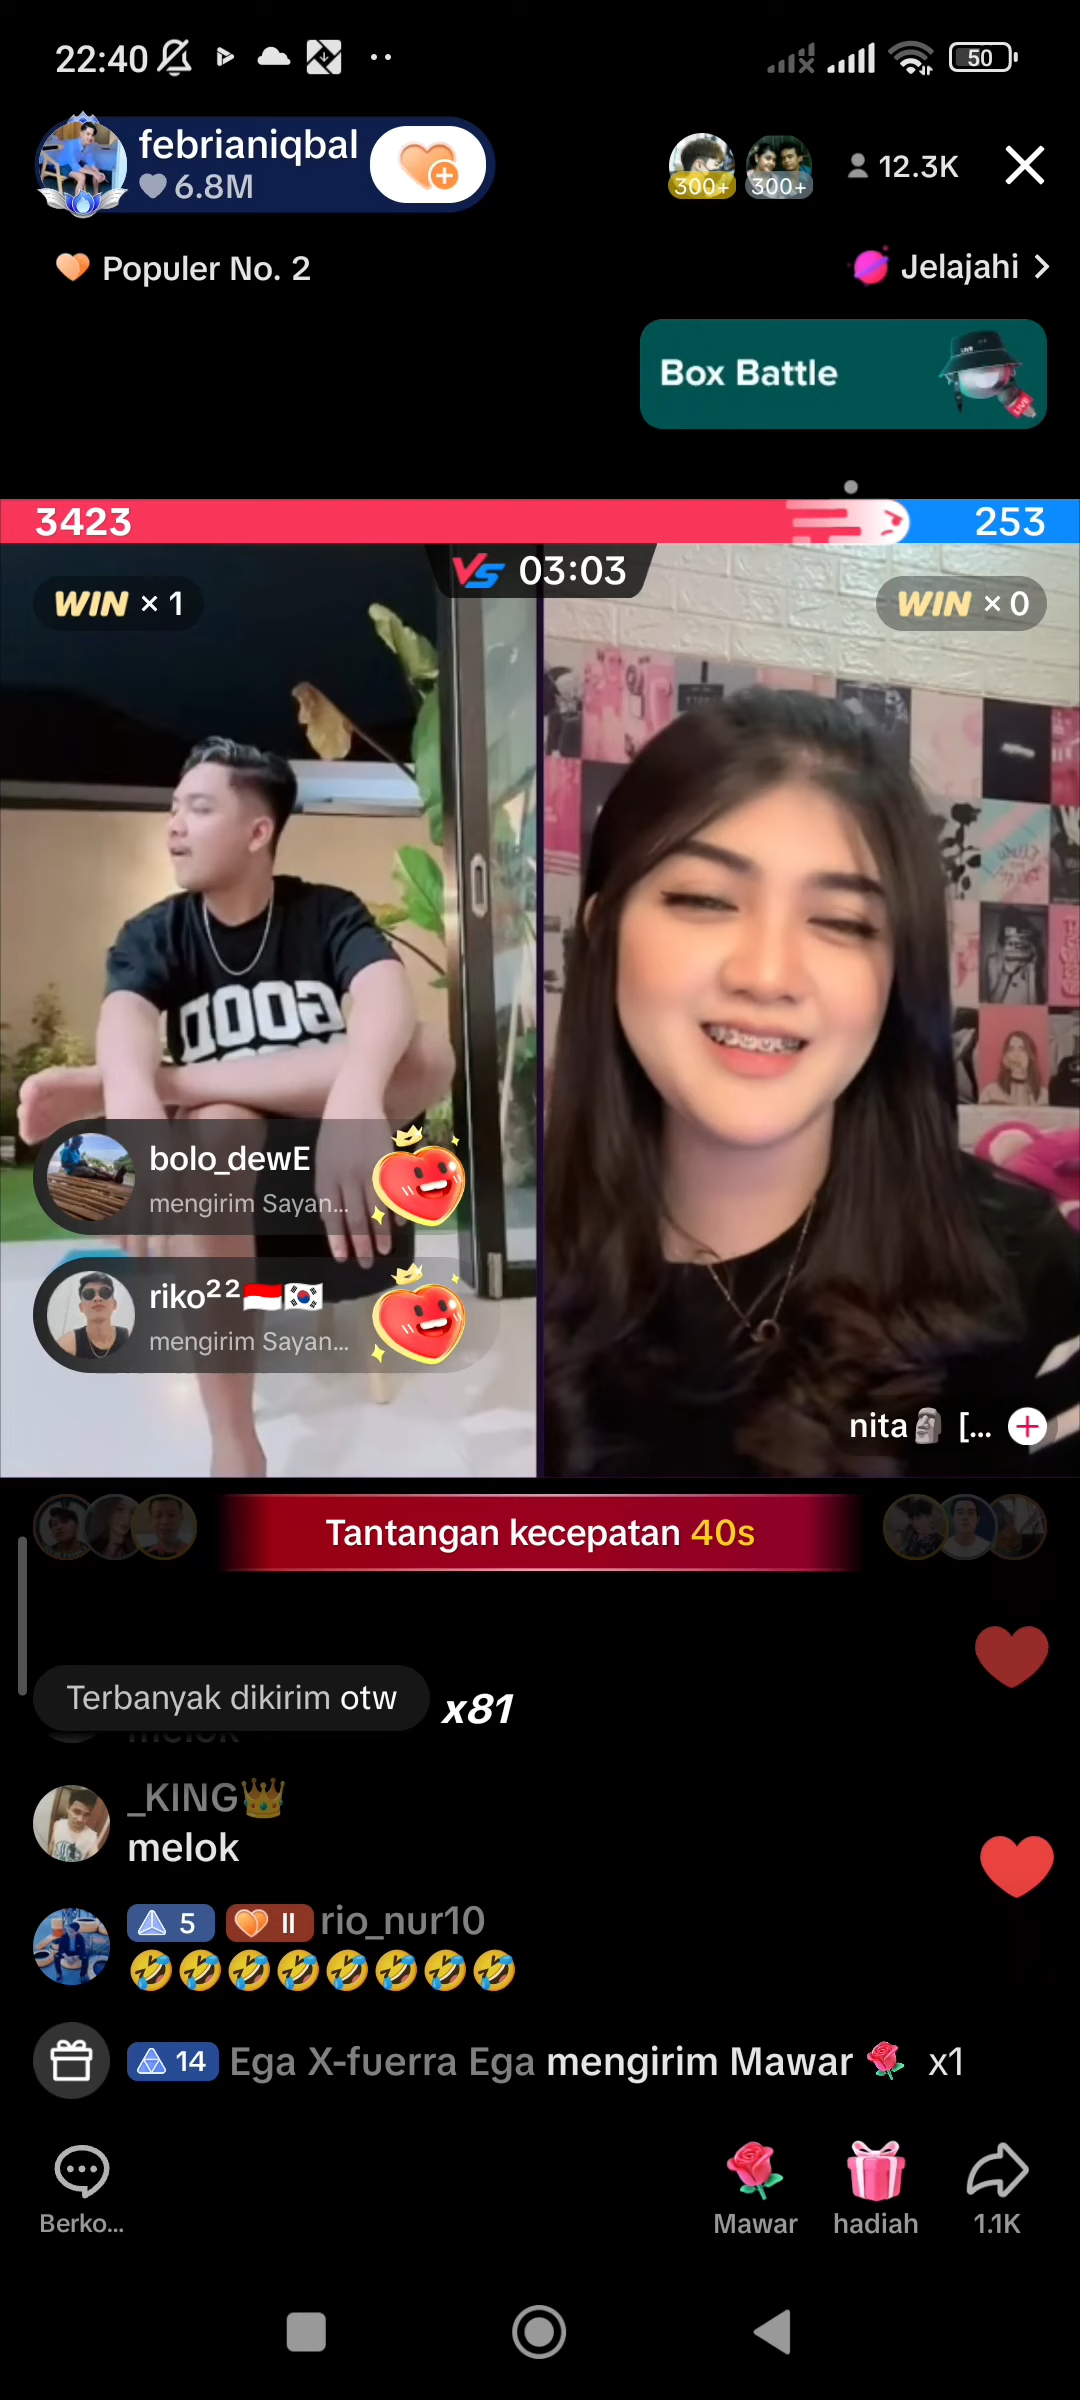 22:40
50
febrianiqbal
6.8M
300+
300+
12.3K
Populer No. 2
Jelajahi
Box Battle
3423
253
VS 03:03
WIN × 1
WIN × 0
bolo_dewE
mengirim Sayan...
riko²²🇮🇩🇰🇷
mengirim Sayan...
nita🗿 [...
Tantangan kecepatan 40s
Terbanyak dikirim otw x81
_KING👑
melok
5 II rio_nur10
🤣🤣🤣🤣🤣🤣🤣🤣
14 Ega X-fuerra Ega mengirim Mawar 🌹 x1
Berko...
Mawar
hadiah
1.1K